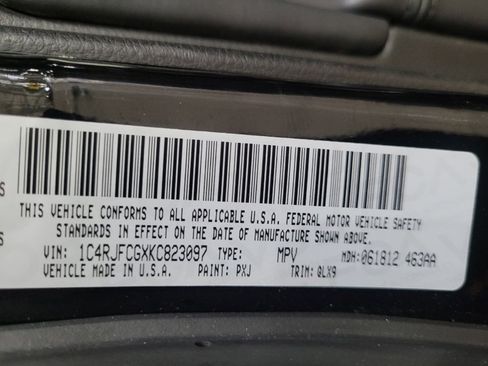 THIS VEHICLE CONFORMS TO ALL APPLICABLE U.S.A. FEDERAL MOTOR VEHICLE SAFETY
STANDARDS IN EFFECT ON THE DATE OF MANUFACTURE SHOWN ABOVE.
VIN: 1C4RJFCGXKC823097 TYPE: MPV MDH: 061812 463AA
VEHICLE MADE IN U.S.A. PAINT: PXJ TRIM: QLX9